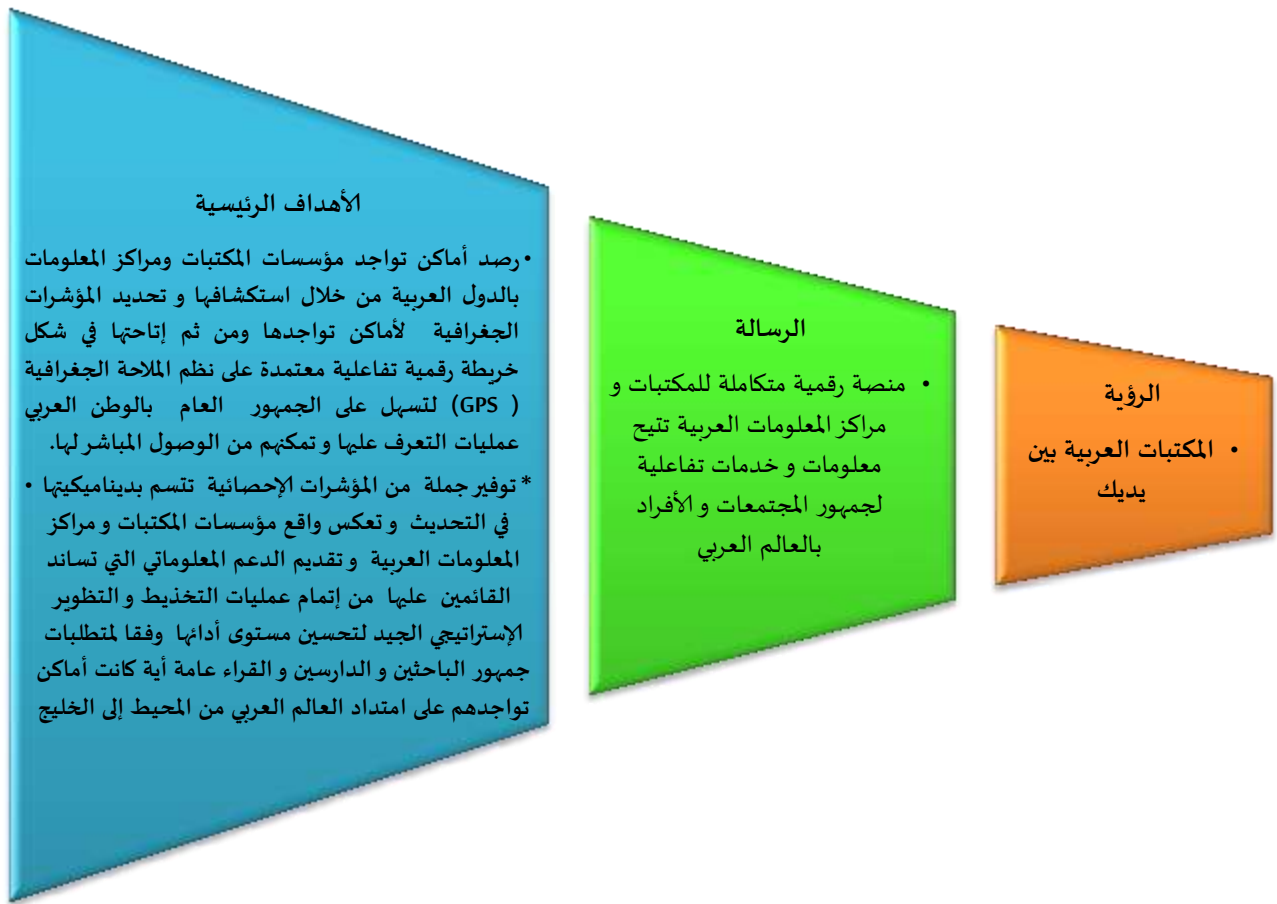 الرؤية
• المكتبات العربية بين
يديك
الرسالة
• منصة رقمية متكاملة للمكتبات و
مراكز المعلومات العربية تتيح
معلومات و خدمات تفاعلية
لجمهور المجتمعات و الأفراد
بالعالم العربي
الأهداف الرئيسية
• رصد أماكن تواجد مؤسسات المكتبات ومراكز المعلومات
بالدول العربية من خلال استكشافها و تحديد المؤشرات
الجغرافية لأماكن تواجدها ومن ثم إتاحتها في شكل
خريطة رقمية تفاعلية معتمدة على نظم الملاحة الجغرافية
( GPS) لتسهل على الجمهور العام بالوطن العربي
عمليات التعرف عليها و تمكنهم من الوصول المباشر لها.
• * توفير جملة من المؤشرات الإحصائية تتسم بديناميكيتها
في التحديث و تعكس واقع مؤسسات المكتبات و مراكز
المعلومات العربية و تقديم الدعم المعلوماتي التي تساند
القائمين عليها من إتمام عمليات التخذيط و التظوير
الإستراتيجي الجيد لتحسين مستوى أدائها وفقا لمتطلبات
جمهور الباحثين و الدارسين و القراء عامة أية كانت أماكن
تواجدهم على امتداد العالم العربي من المحيط إلى الخليج